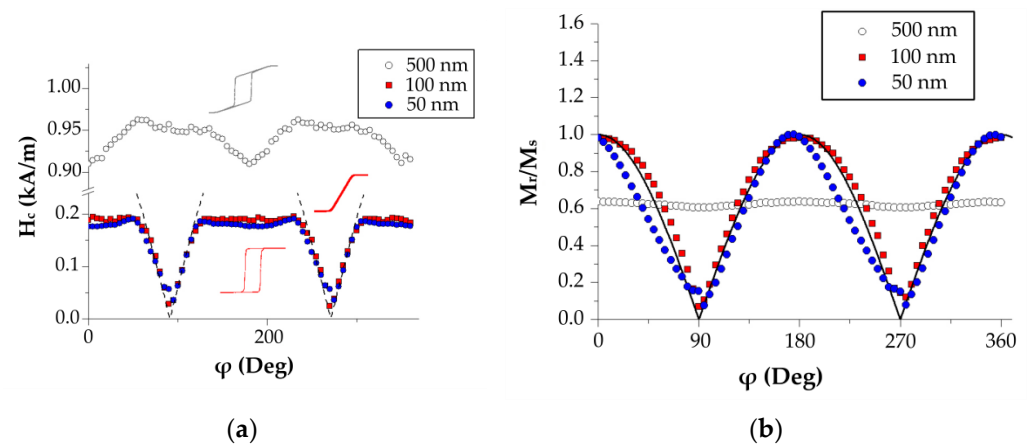 (a)
500 nm
100 nm
50 nm
1.00
0.95
0.90
0.2
0.1
0.0
Hc (kA/m)
0
200
φ (Deg)
(b)
500 nm
100 nm
50 nm
1.6
1.4
1.2
1.0
0.8
0.6
0.4
0.2
0.0
Mr/Ms
0
90
180
270
360
φ (Deg)
(a)
(b)